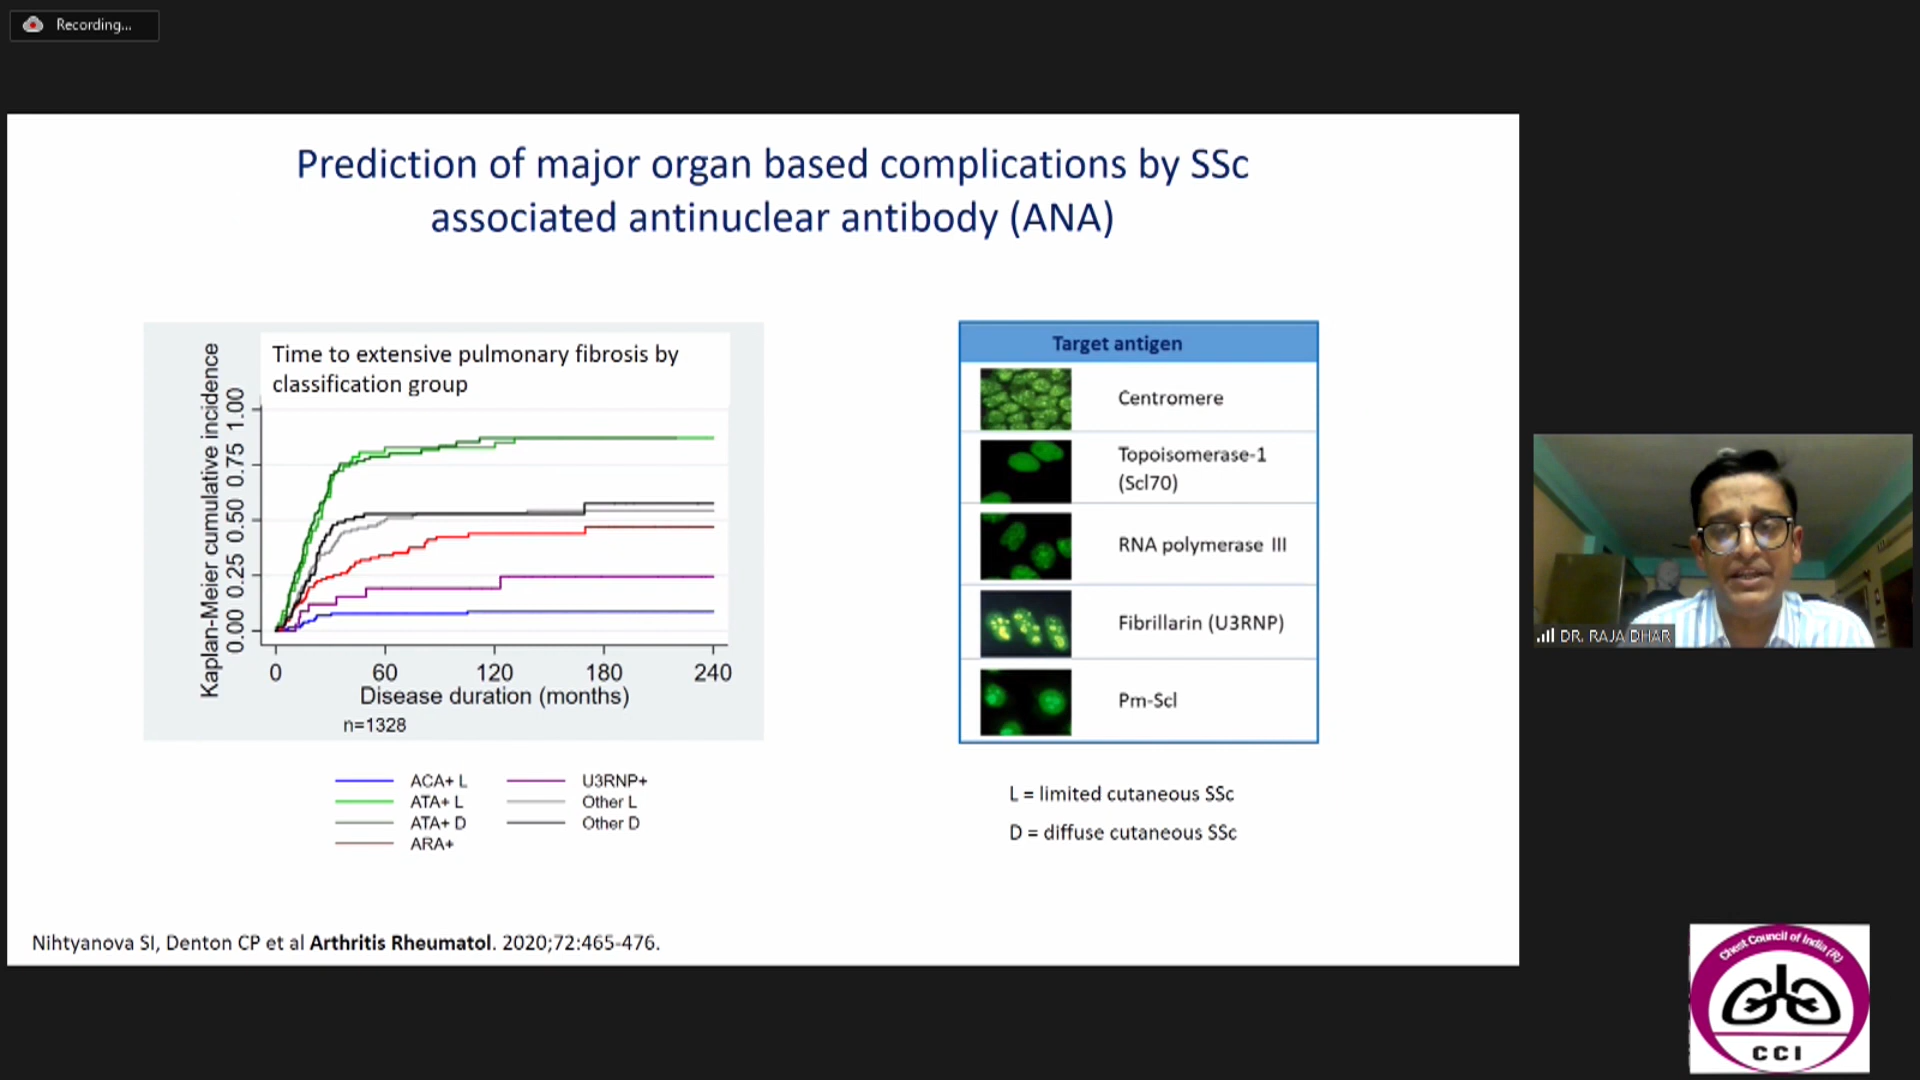 Recording...
Prediction of major organ based complications by SSc
associated antinuclear antibody (ANA)
Time to extensive pulmonary fibrosis by
classification group
Kaplan-Meier cumulative incidence
1.00
0.75
0.50
0.25
0.00
0 60 120 180 240
Disease duration (months)
n=1328
ACA+ L
ATA+ L
ATA+ D
ARA+
U3RNP+
Other L
Other D
Target antigen
Centromere
Topoisomerase-1
(Scl70)
RNA polymerase III
Fibrillarin (U3RNP)
Pm-Scl
L = limited cutaneous SSc
D = diffuse cutaneous SSc
Nihtyanova SI, Denton CP et al Arthritis Rheumatol. 2020;72:465-476.
DR. RAJA DHAR
Chest Council of India (R)
CCI